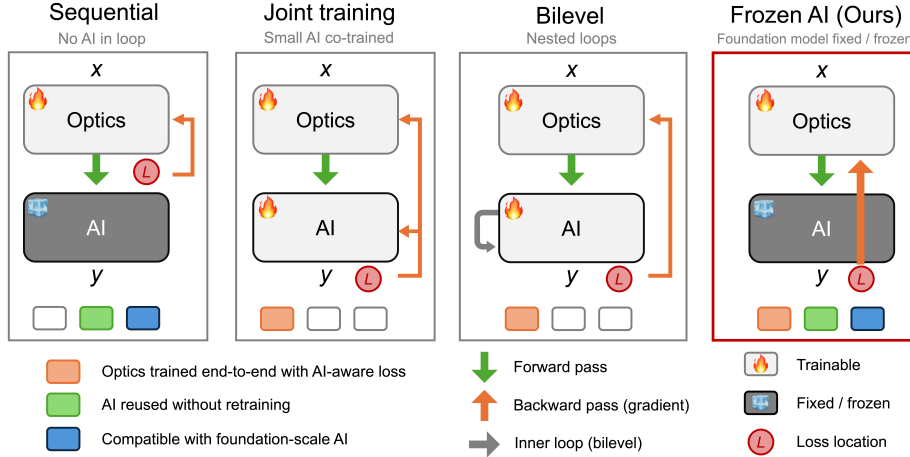 Sequential
No AI in loop
x
Optics
L
AI
y
Joint training
Small AI co-trained
x
Optics
AI
y
L
Bilevel
Nested loops
x
Optics
AI
y
L
Frozen AI (Ours)
Foundation model fixed / frozen
x
Optics
AI
y
L
Optics trained end-to-end with AI-aware loss
AI reused without retraining
Compatible with foundation-scale AI
Forward pass
Backward pass (gradient)
Inner loop (bilevel)
Trainable
Fixed / frozen
L
Loss location